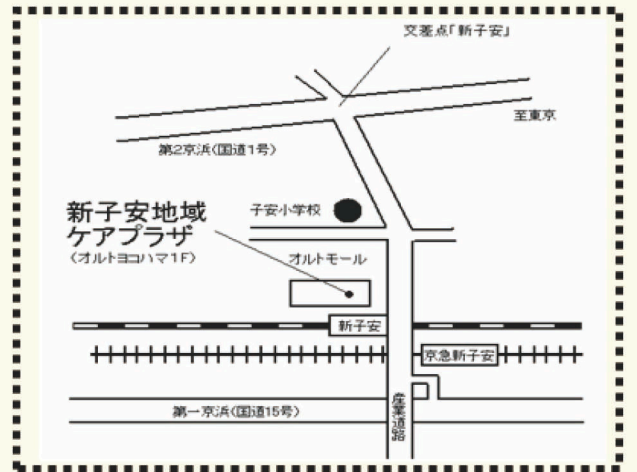 交差点「新子安」
至東京
第2京浜(国道1号)
新子安地域
ケアプラザ
〈オルトヨコハマ1F〉
子安小学校
オルトモール
新子安
京急新子安
第一京浜(国道15号)
産業道路